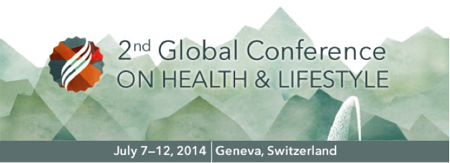 2nd Global Conference
ON HEALTH & LIFESTYLE
July 7–12, 2014 | Geneva, Switzerland